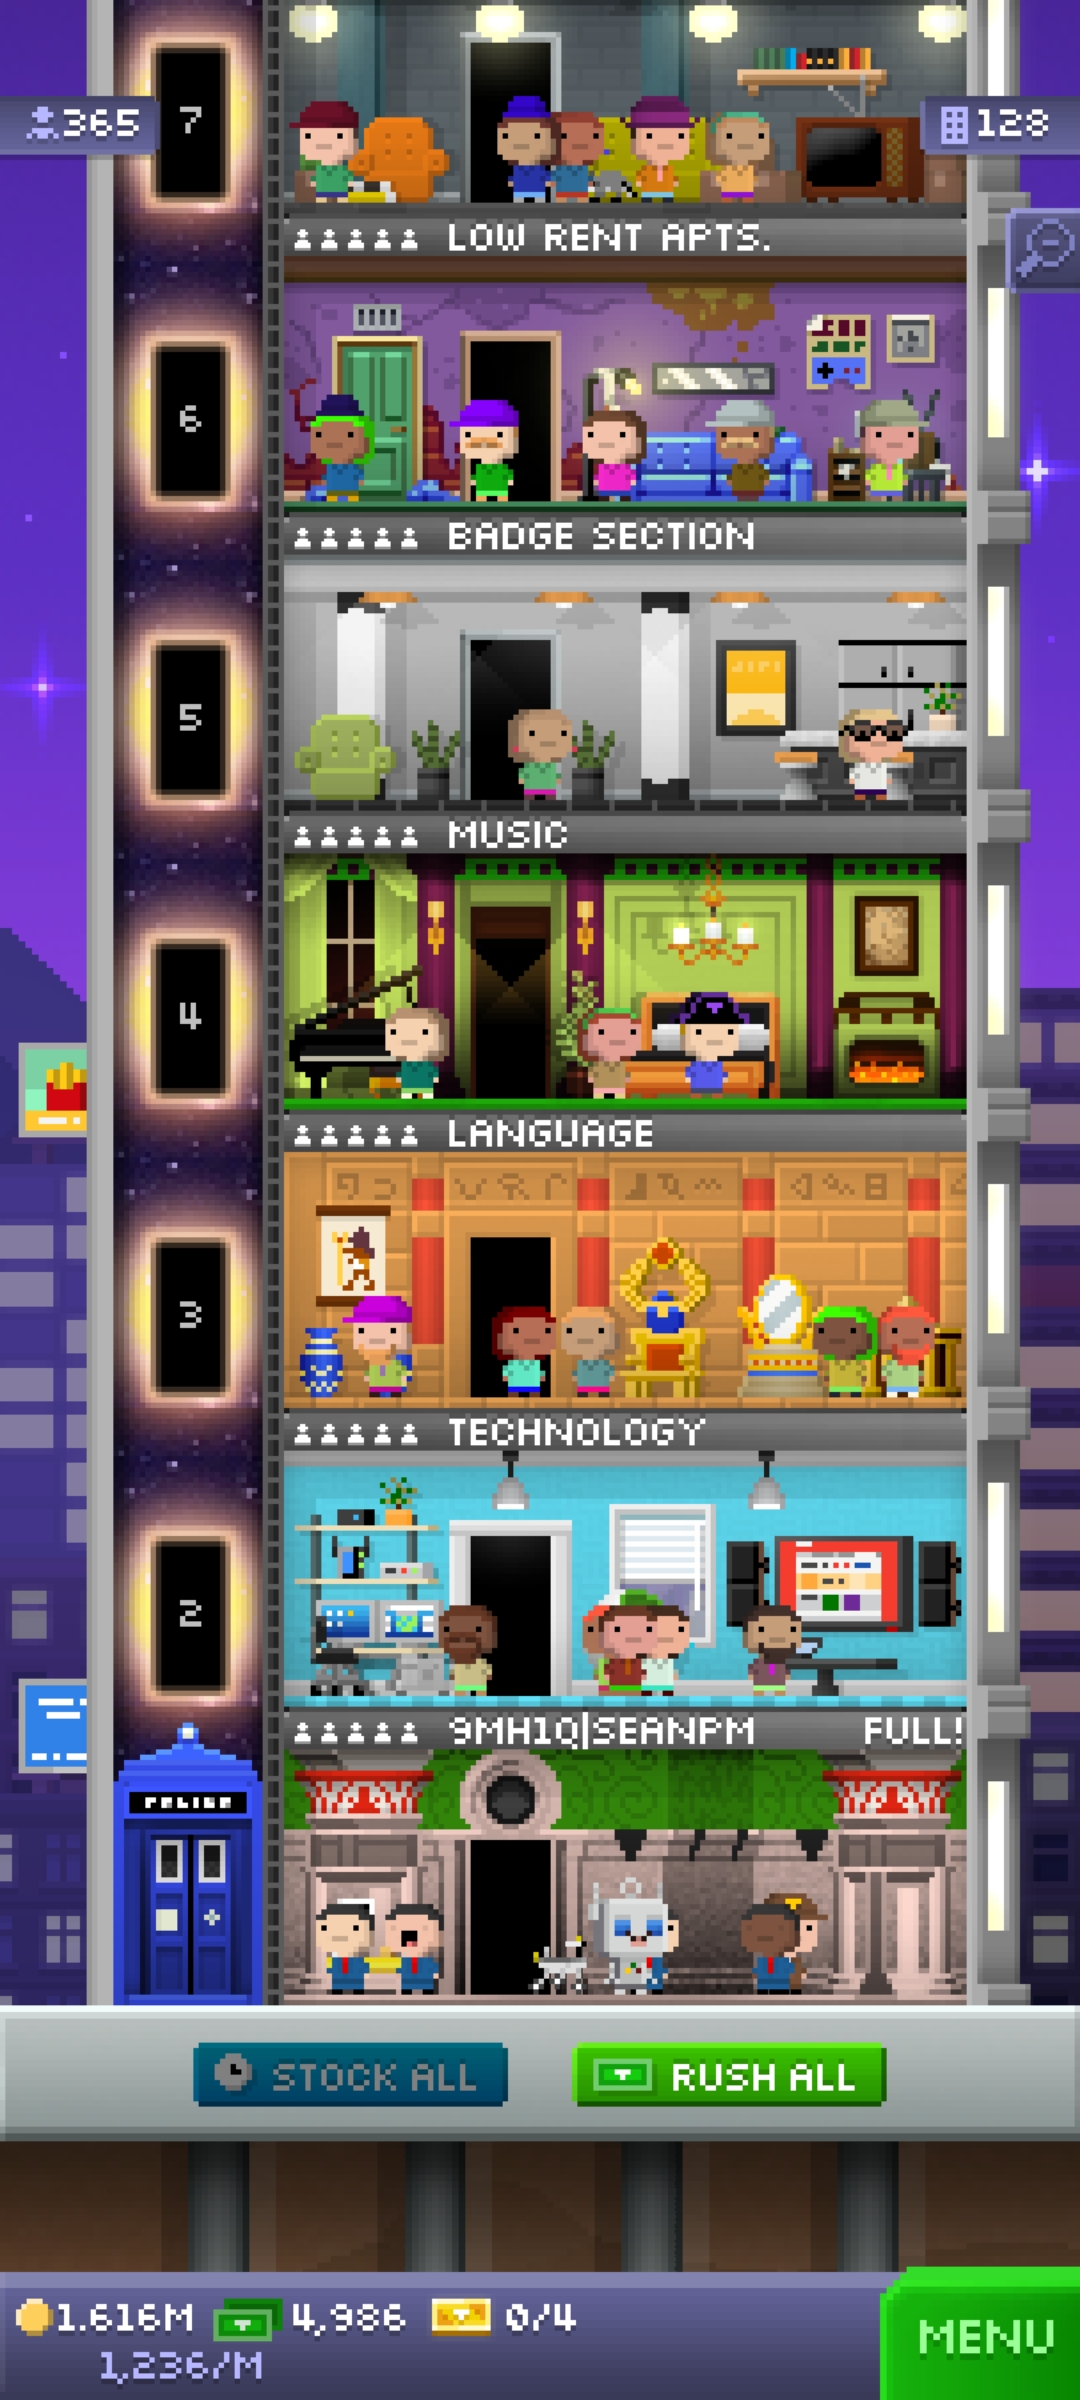 7
365
128
LOW RENT APTS.
6
BADGE SECTION
5
MUSIC
4
LANGUAGE
3
TECHNOLOGY
2
9MH1Q|SEANPM FULL!
POLICE
STOCK ALL
RUSH ALL
1.616M 4,986 0/4
1,236/M
MENU